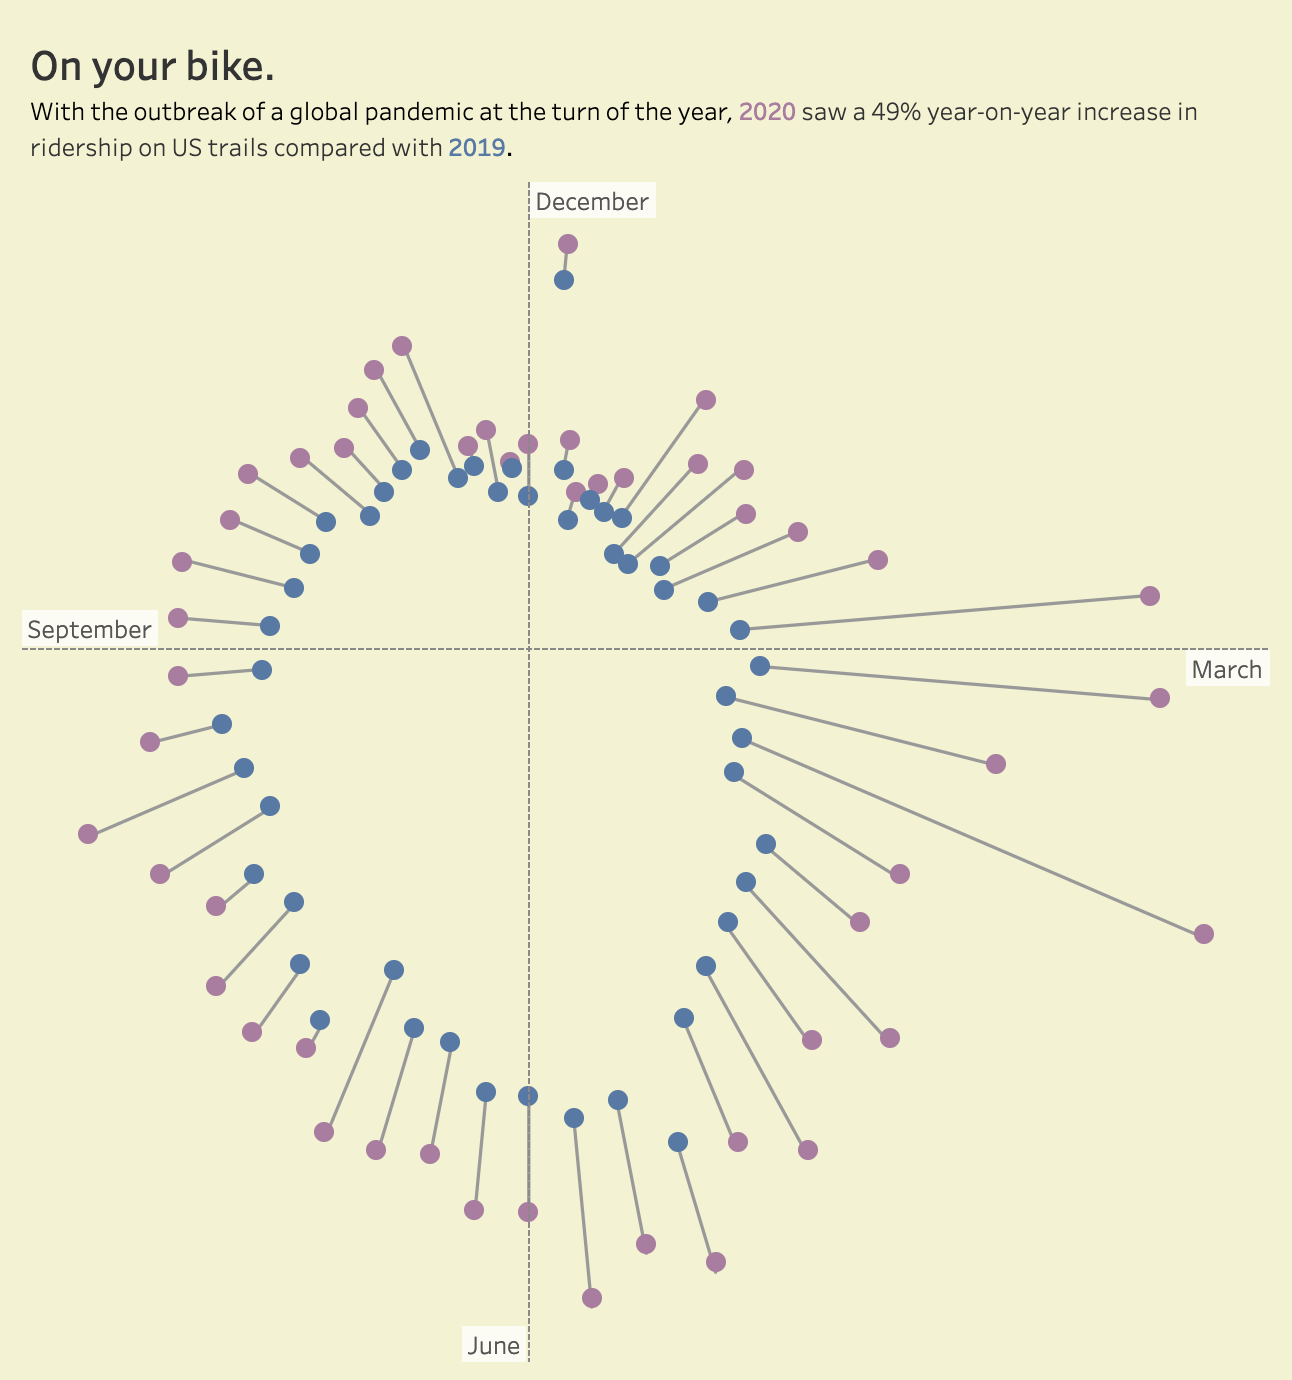 On your bike.
With the outbreak of a global pandemic at the turn of the year, 2020 saw a 49% year-on-year increase in
ridership on US trails compared with 2019.
December
September
March
June